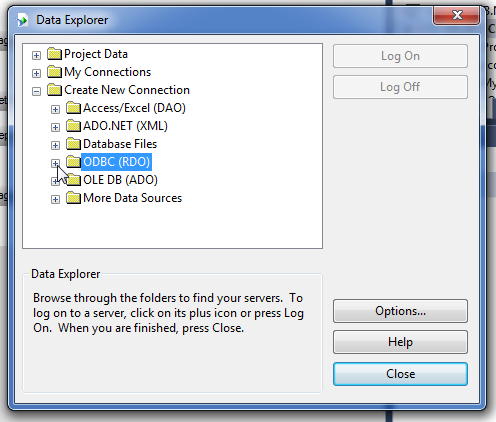 Data Explorer
Project Data
My Connections
Create New Connection
Access/Excel (DAO)
ADO.NET (XML)
Database Files
ODBC (RDO)
OLE DB (ADO)
More Data Sources
Log On
Log Off
Data Explorer
Browse through the folders to find your servers. To
log on to a server, click on its plus icon or press Log
On. When you are finished, press Close.
Options...
Help
Close